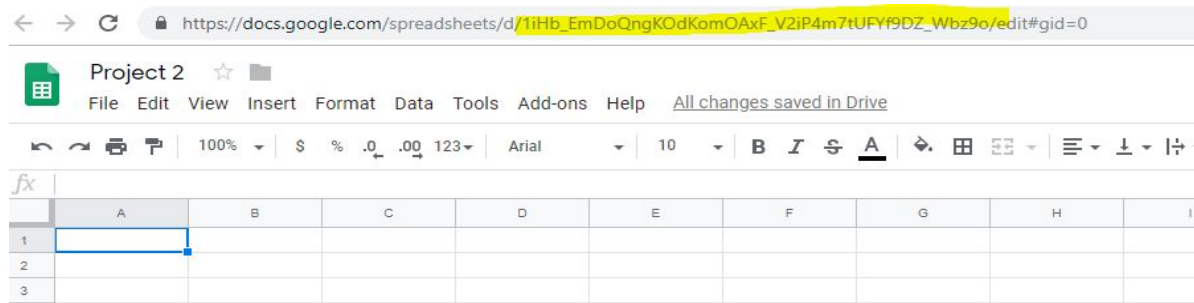 https://docs.google.com/spreadsheets/d/1iHb_EmDoQngKOdKomOAxF_V2iP4m7tUFYf9DZ_Wbz9o/edit#gid=0
Project 2
File Edit View Insert Format Data Tools Add-ons Help All changes saved in Drive
100% $ % .0 .00 123 Arial 10 B I S A
fx
A B C D E F G H I
1
2
3